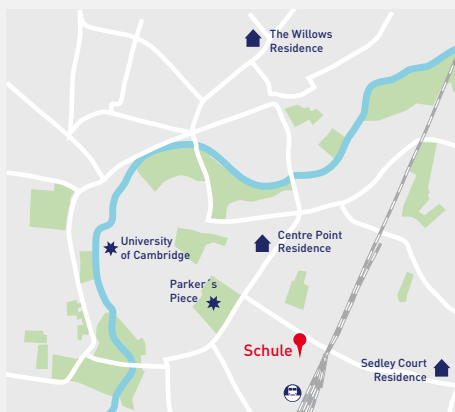 The Willows
Residence
University
of Cambridge
Centre Point
Residence
Parker´s
Piece
Schule
Sedley Court
Residence